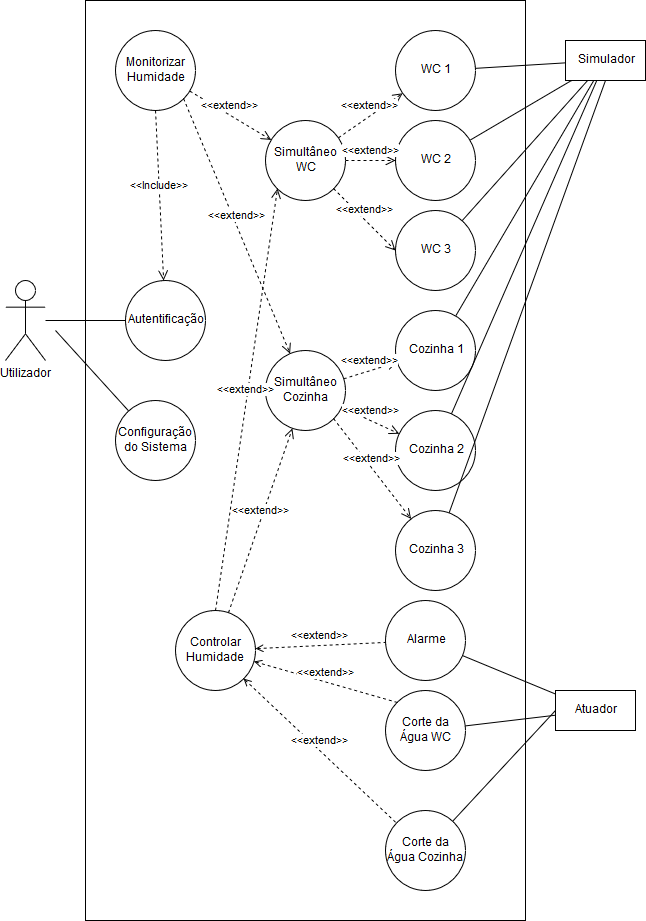 Monitorizar
Humidade
WC 1
Simulador
<<extend>>
<<extend>>
Simultâneo
WC
<<extend>>
WC 2
<<Include>>
<<extend>>
<<extend>>
WC 3
Autentificação
Utilizador
Cozinha 1
<<extend>>
Simultâneo
Cozinha
<<extend>>
<<extend>>
Configuração
do Sistema
Cozinha 2
<<extend>>
<<extend>>
Cozinha 3
Controlar
Humidade
<<extend>>
Alarme
<<extend>>
Corte da
Água WC
Atuador
<<extend>>
Corte da
Água Cozinha